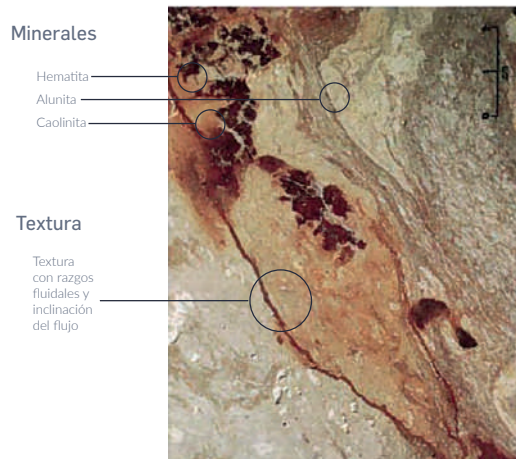 Minerales
Hematita
Alunita
Caolinita
Textura
Textura
con razgos
fluidales y
inclinación
del flujo